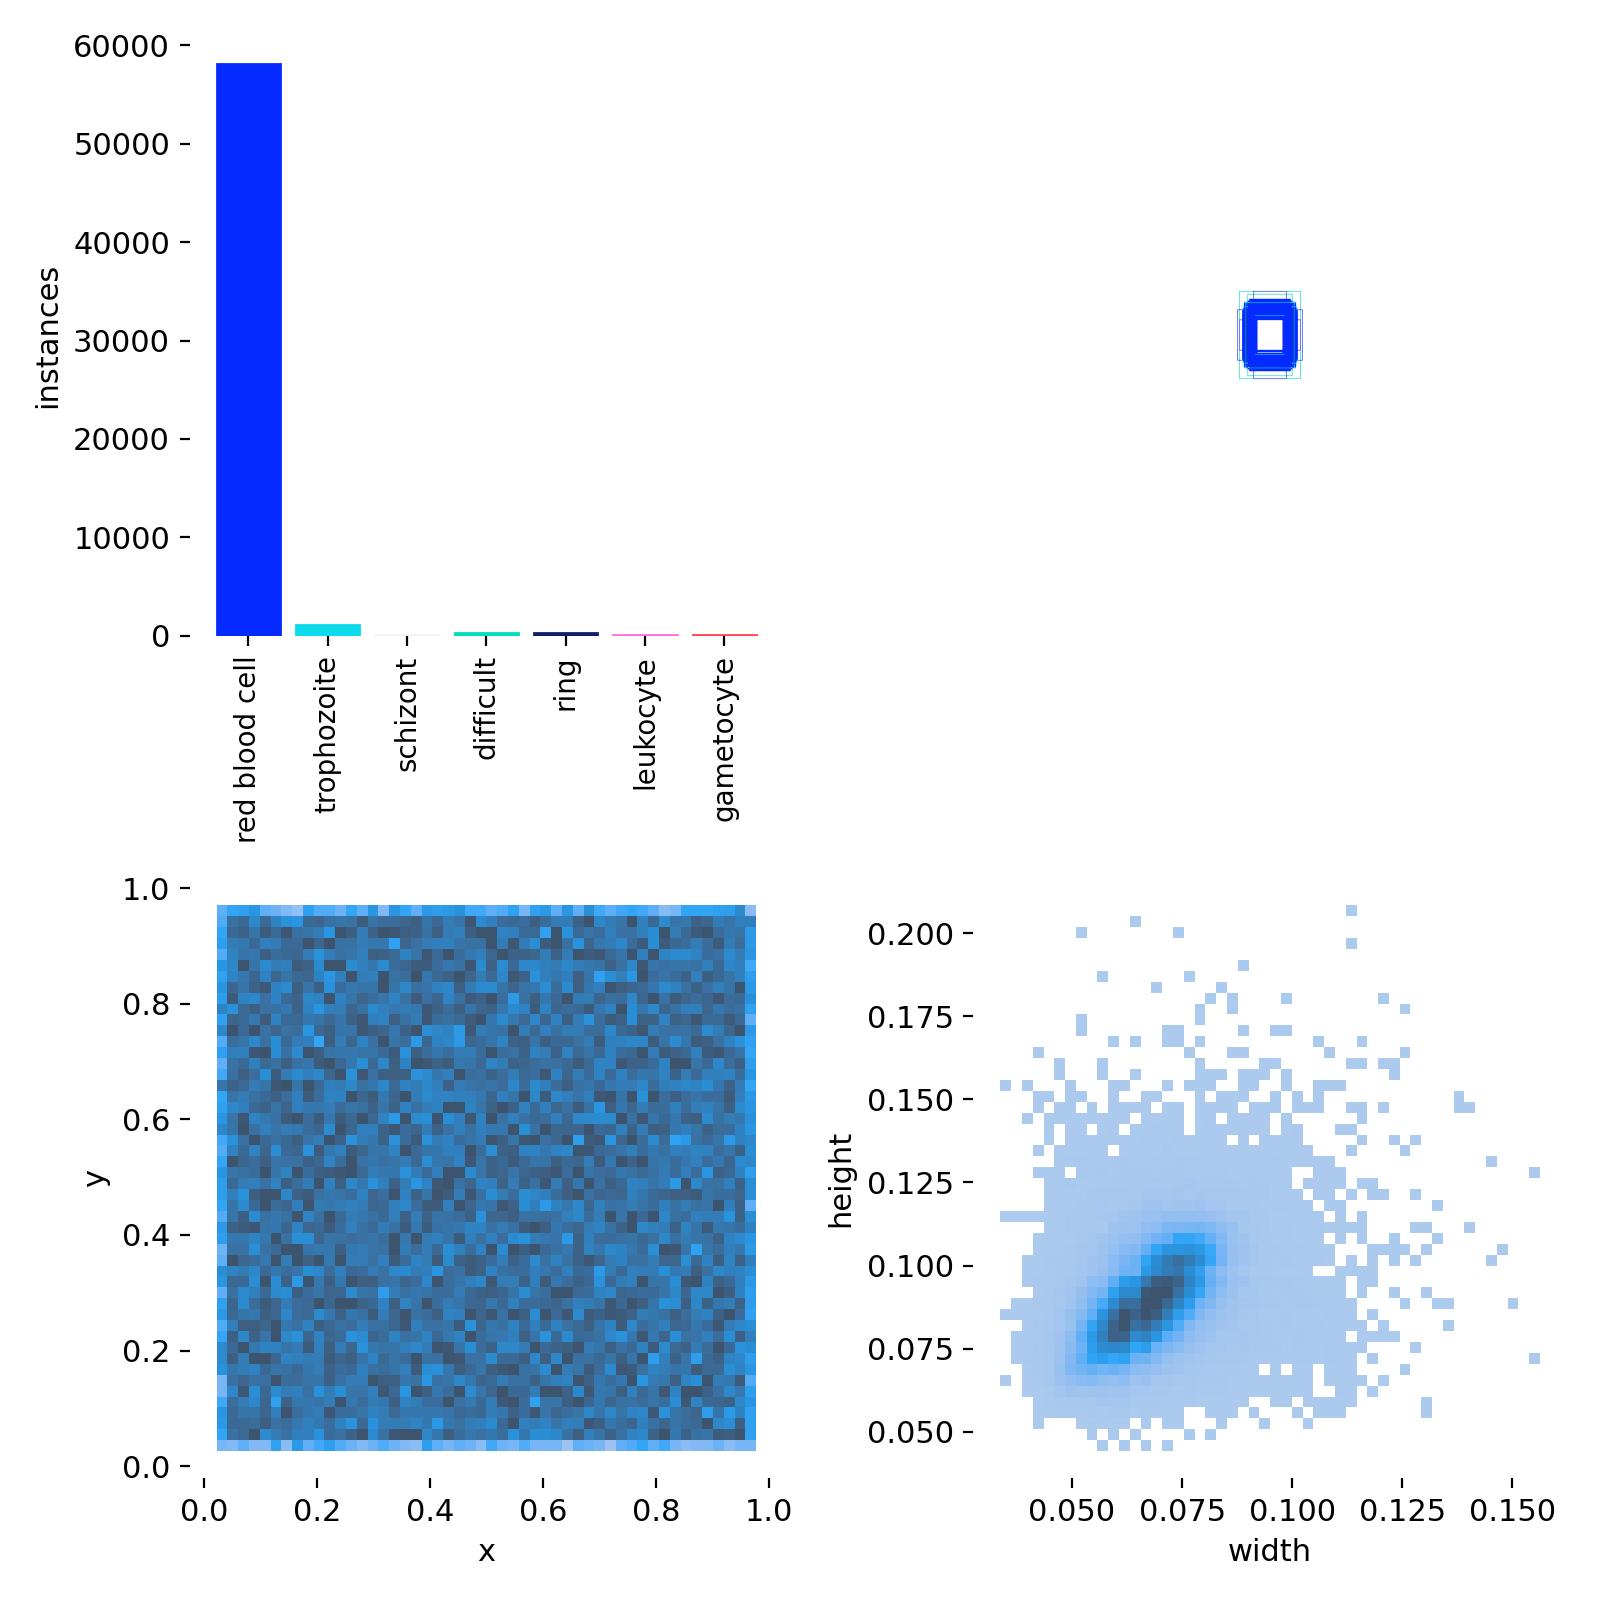 60000
50000
40000
30000
20000
10000
0
instances
red blood cell
trophozoite
schizont
difficult
ring
leukocyte
gametocyte
1.0
0.8
0.6
0.4
0.2
0.0
y
0.0 0.2 0.4 0.6 0.8 1.0
x
0.200
0.175
0.150
0.125
0.100
0.075
0.050
height
0.050 0.075 0.100 0.125 0.150
width